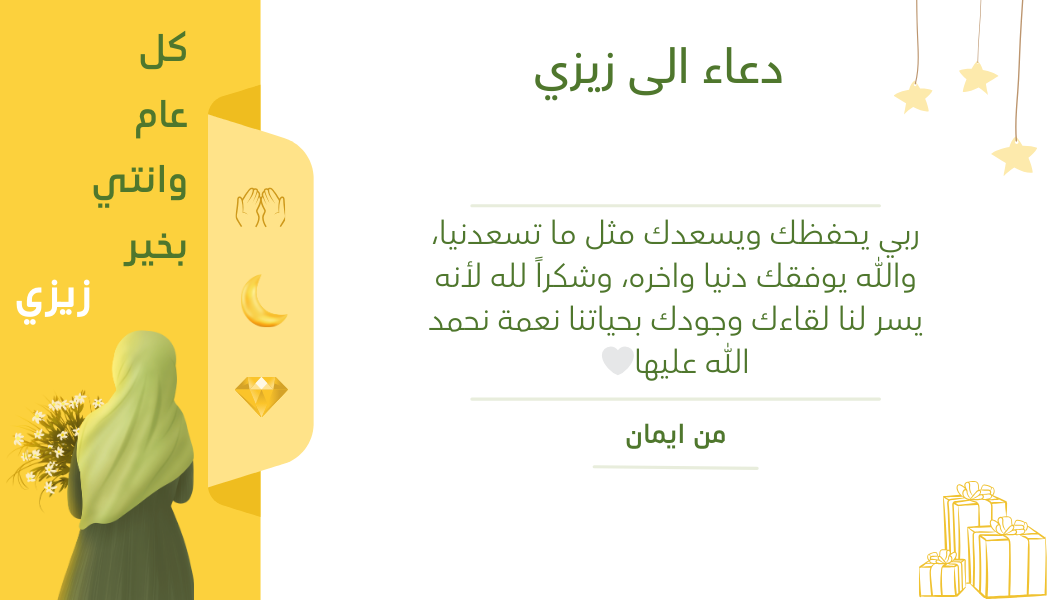 كل
عام
وانتي
بخير
زيزي
دعاء الى زيزي
ربي يحفظك ويسعدك مثل ما تسعدنيا،
والله يوفقك دنيا واخره، وشكراً لله لأنه
يسر لنا لقاءك وجودك بحياتنا نعمة نحمد
الله عليها🤍
من ايمان